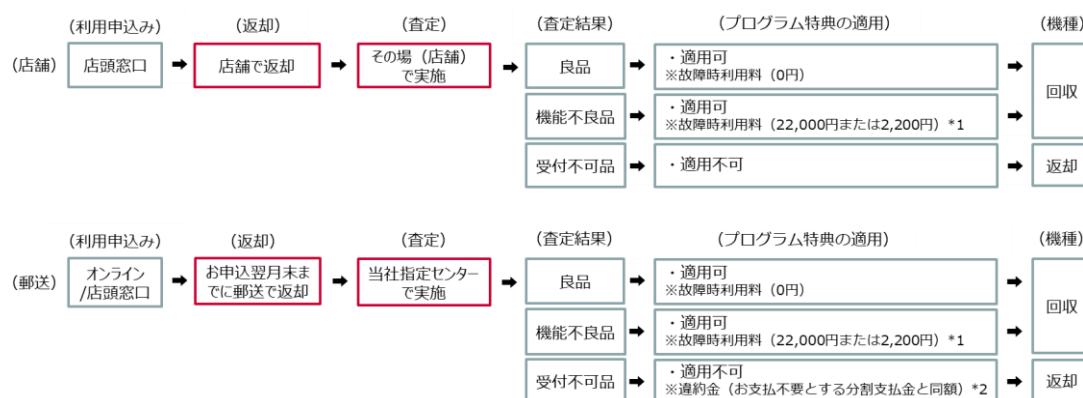 (利用申込み) (返却) (査定) (査定結果) (プログラム特典の適用) (機種)
(店舗) 店頭窓口 ➡ 店舗で返却 ➡ その場（店舗）
で実施 ➡ 良品 ➡ ・適用可
※故障時利用料（0円） ➡ 回収
機能不良品 ➡ ・適用可
※故障時利用料（22,000円または2,200円）*1 ➡
受付不可品 ➡ ・適用不可 ➡ 返却
(利用申込み) (返却) (査定) (査定結果) (プログラム特典の適用) (機種)
(郵送) オンライン
/店頭窓口 ➡ お申込翌月末ま
でに郵送で返却 ➡ 当社指定センター
で実施 ➡ 良品 ➡ ・適用可
※故障時利用料（0円） ➡ 回収
機能不良品 ➡ ・適用可
※故障時利用料（22,000円または2,200円）*1 ➡
受付不可品 ➡ ・適用不可
※違約金（お支払不要とする分割支払金と同額）*2 ➡ 返却